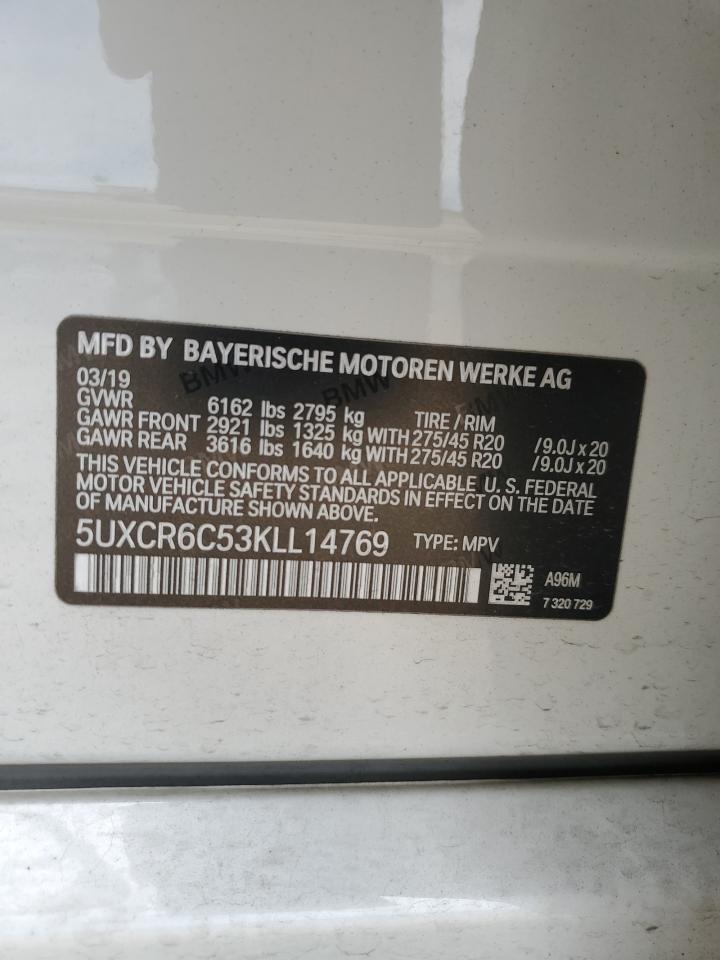 MFD BY BAYERISCHE MOTOREN WERKE AG
03/19
GVWR 6162 lbs 2795 kg TIRE / RIM
GAWR FRONT 2921 lbs 1325 kg WITH 275/45 R20 /9.0J x 20
GAWR REAR 3616 lbs 1640 kg WITH 275/45 R20 /9.0J x 20
THIS VEHICLE CONFORMS TO ALL APPLICABLE U. S. FEDERAL
MOTOR VEHICLE SAFETY STANDARDS IN EFFECT ON THE DATE
OF MANUFACTURE SHOWN ABOVE.
5UXCR6C53KLL14769 TYPE: MPV
A96M
7 320 729
BMW
BMW